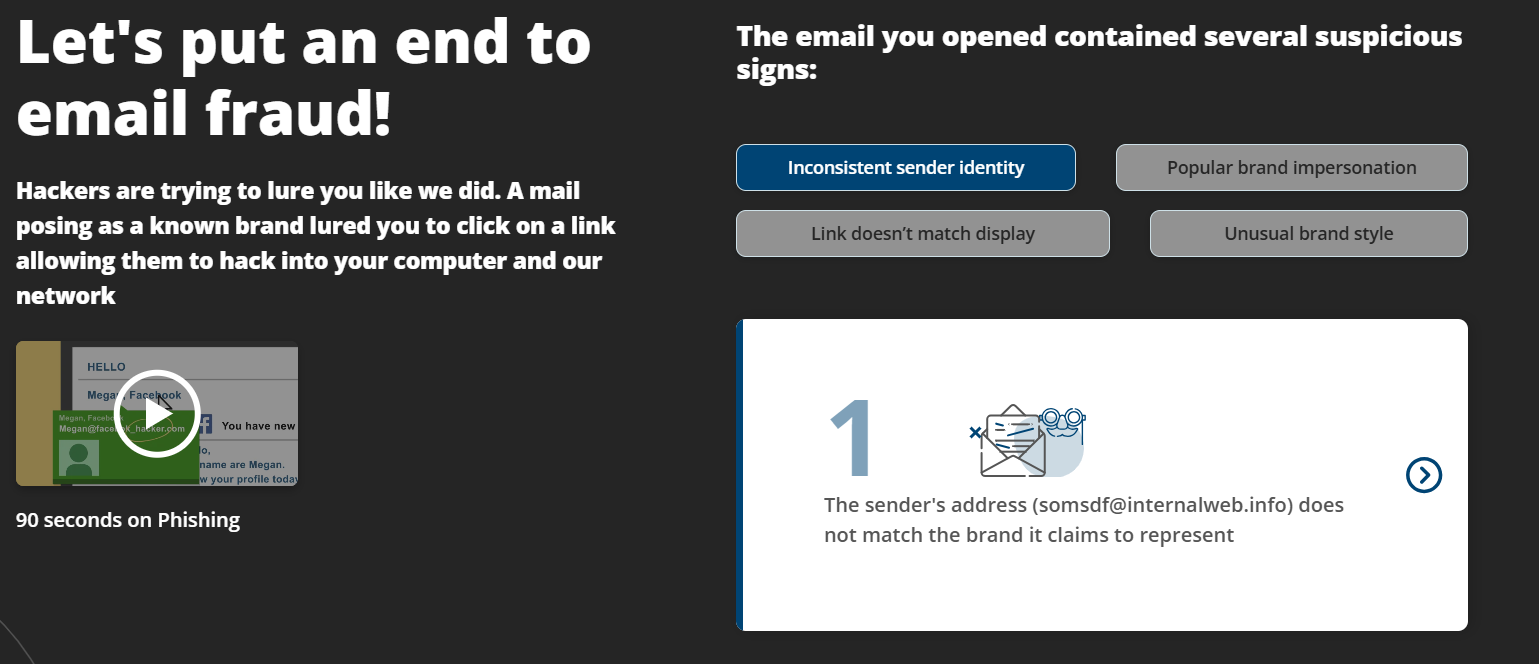 Let's put an end to
email fraud!
Hackers are trying to lure you like we did. A mail
posing as a known brand lured you to click on a link
allowing them to hack into your computer and our
network
HELLO
Megan, Facebook
Megan, Facebook
Megan@facebook_hacker.com
You have new
lo,
name are Megan.
w your profile today
90 seconds on Phishing
The email you opened contained several suspicious
signs:
Inconsistent sender identity
Popular brand impersonation
Link doesn’t match display
Unusual brand style
1
The sender's address (somsdf@internalweb.info) does
not match the brand it claims to represent